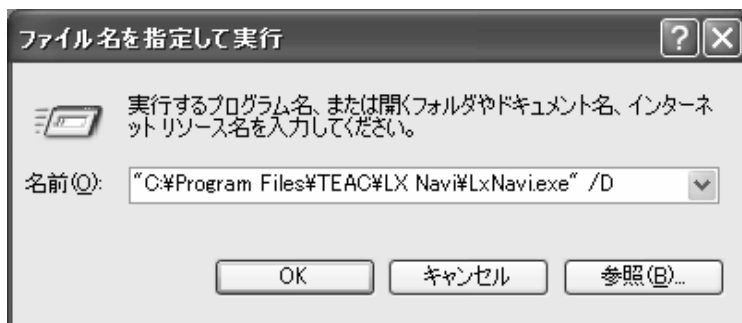 ファイル名を指定して実行
実行するプログラム名、または開くフォルダやドキュメント名、インターネ
ット リソース名を入力してください。
名前(O): "C:¥Program Files¥TEAC¥LX Navi¥LxNavi.exe" /D
OK キャンセル 参照(B)...